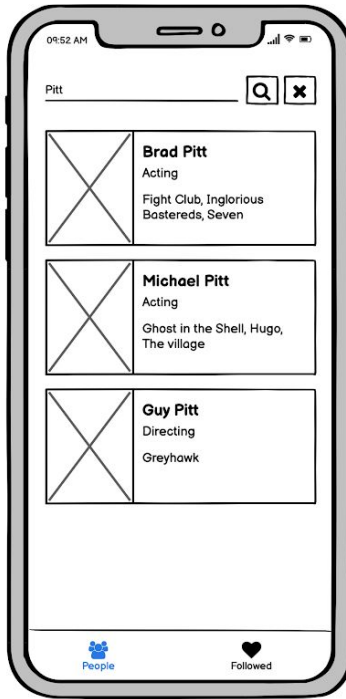 09:52 AM
Pitt
Brad Pitt
Acting
Fight Club, Inglorious
Bastereds, Seven
Michael Pitt
Acting
Ghost in the Shell, Hugo,
The village
Guy Pitt
Directing
Greyhawk
People
Followed